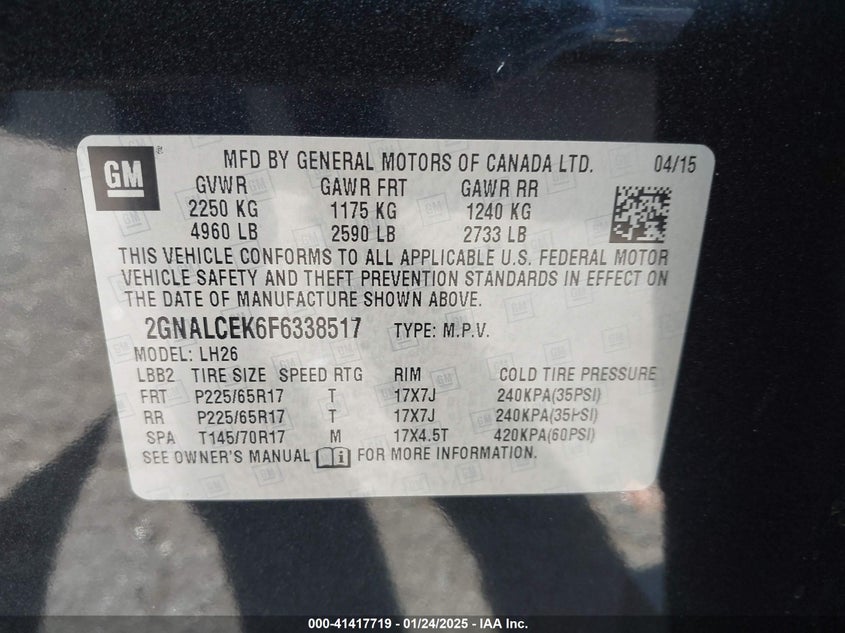 GM
MFD BY GENERAL MOTORS OF CANADA LTD. 04/15
GVWR GAWR FRT GAWR RR
2250 KG 1175 KG 1240 KG
4960 LB 2590 LB 2733 LB
THIS VEHICLE CONFORMS TO ALL APPLICABLE U.S. FEDERAL MOTOR
VEHICLE SAFETY AND THEFT PREVENTION STANDARDS IN EFFECT ON
THE DATE OF MANUFACTURE SHOWN ABOVE.
2GNALCEK6F6338517 TYPE: M.P.V.
MODEL: LH26
LBB2 TIRE SIZE SPEED RTG RIM COLD TIRE PRESSURE
FRT P225/65R17 T 17X7J 240KPA(35PSI)
RR P225/65R17 T 17X7J 240KPA(35PSI)
SPA T145/70R17 M 17X4.5T 420KPA(60PSI)
SEE OWNER'S MANUAL i FOR MORE INFORMATION.
000-41417719 - 01/24/2025 - IAA Inc.